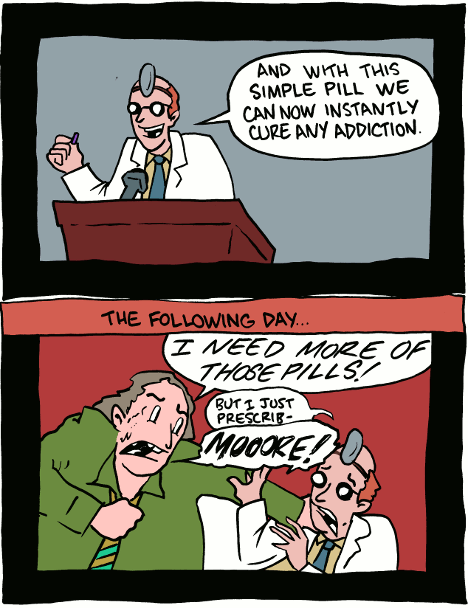 AND WITH THIS
SIMPLE PILL WE
CAN NOW INSTANTLY
CURE ANY ADDICTION.
THE FOLLOWING DAY...
I NEED MORE OF
THOSE PILLS!
BUT I JUST
PRESCRIB-
MOOORE!